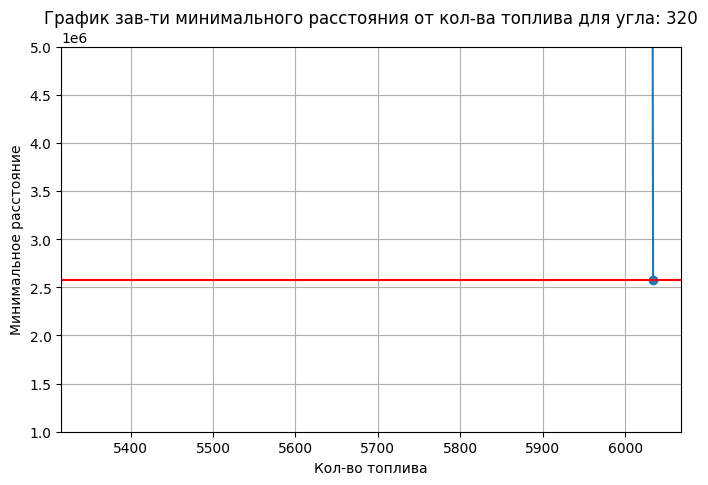 График зав-ти минимального расстояния от кол-ва топлива для угла: 320
1e6
5.0
4.5
4.0
3.5
3.0
2.5
2.0
1.5
1.0
Минимальное расстояние
5400 5500 5600 5700 5800 5900 6000
Кол-во топлива